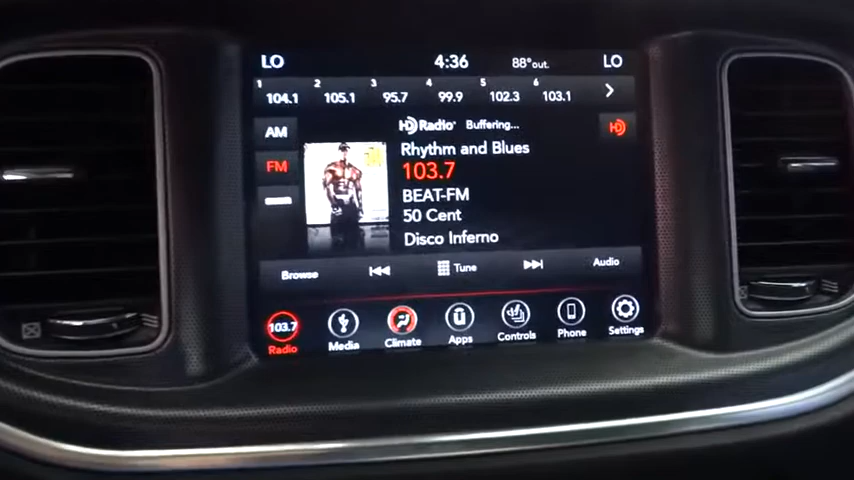 LO 4:36 88° out. LO
1 104.1 2 105.1 3 95.7 4 99.9 5 102.3 6 103.1
AM HD Radio Buffering... HD
Rhythm and Blues
FM 103.7
BEAT-FM
50 Cent
Disco Inferno
Browse Tune Audio
103.7
Radio Media Climate Apps Controls Phone Settings